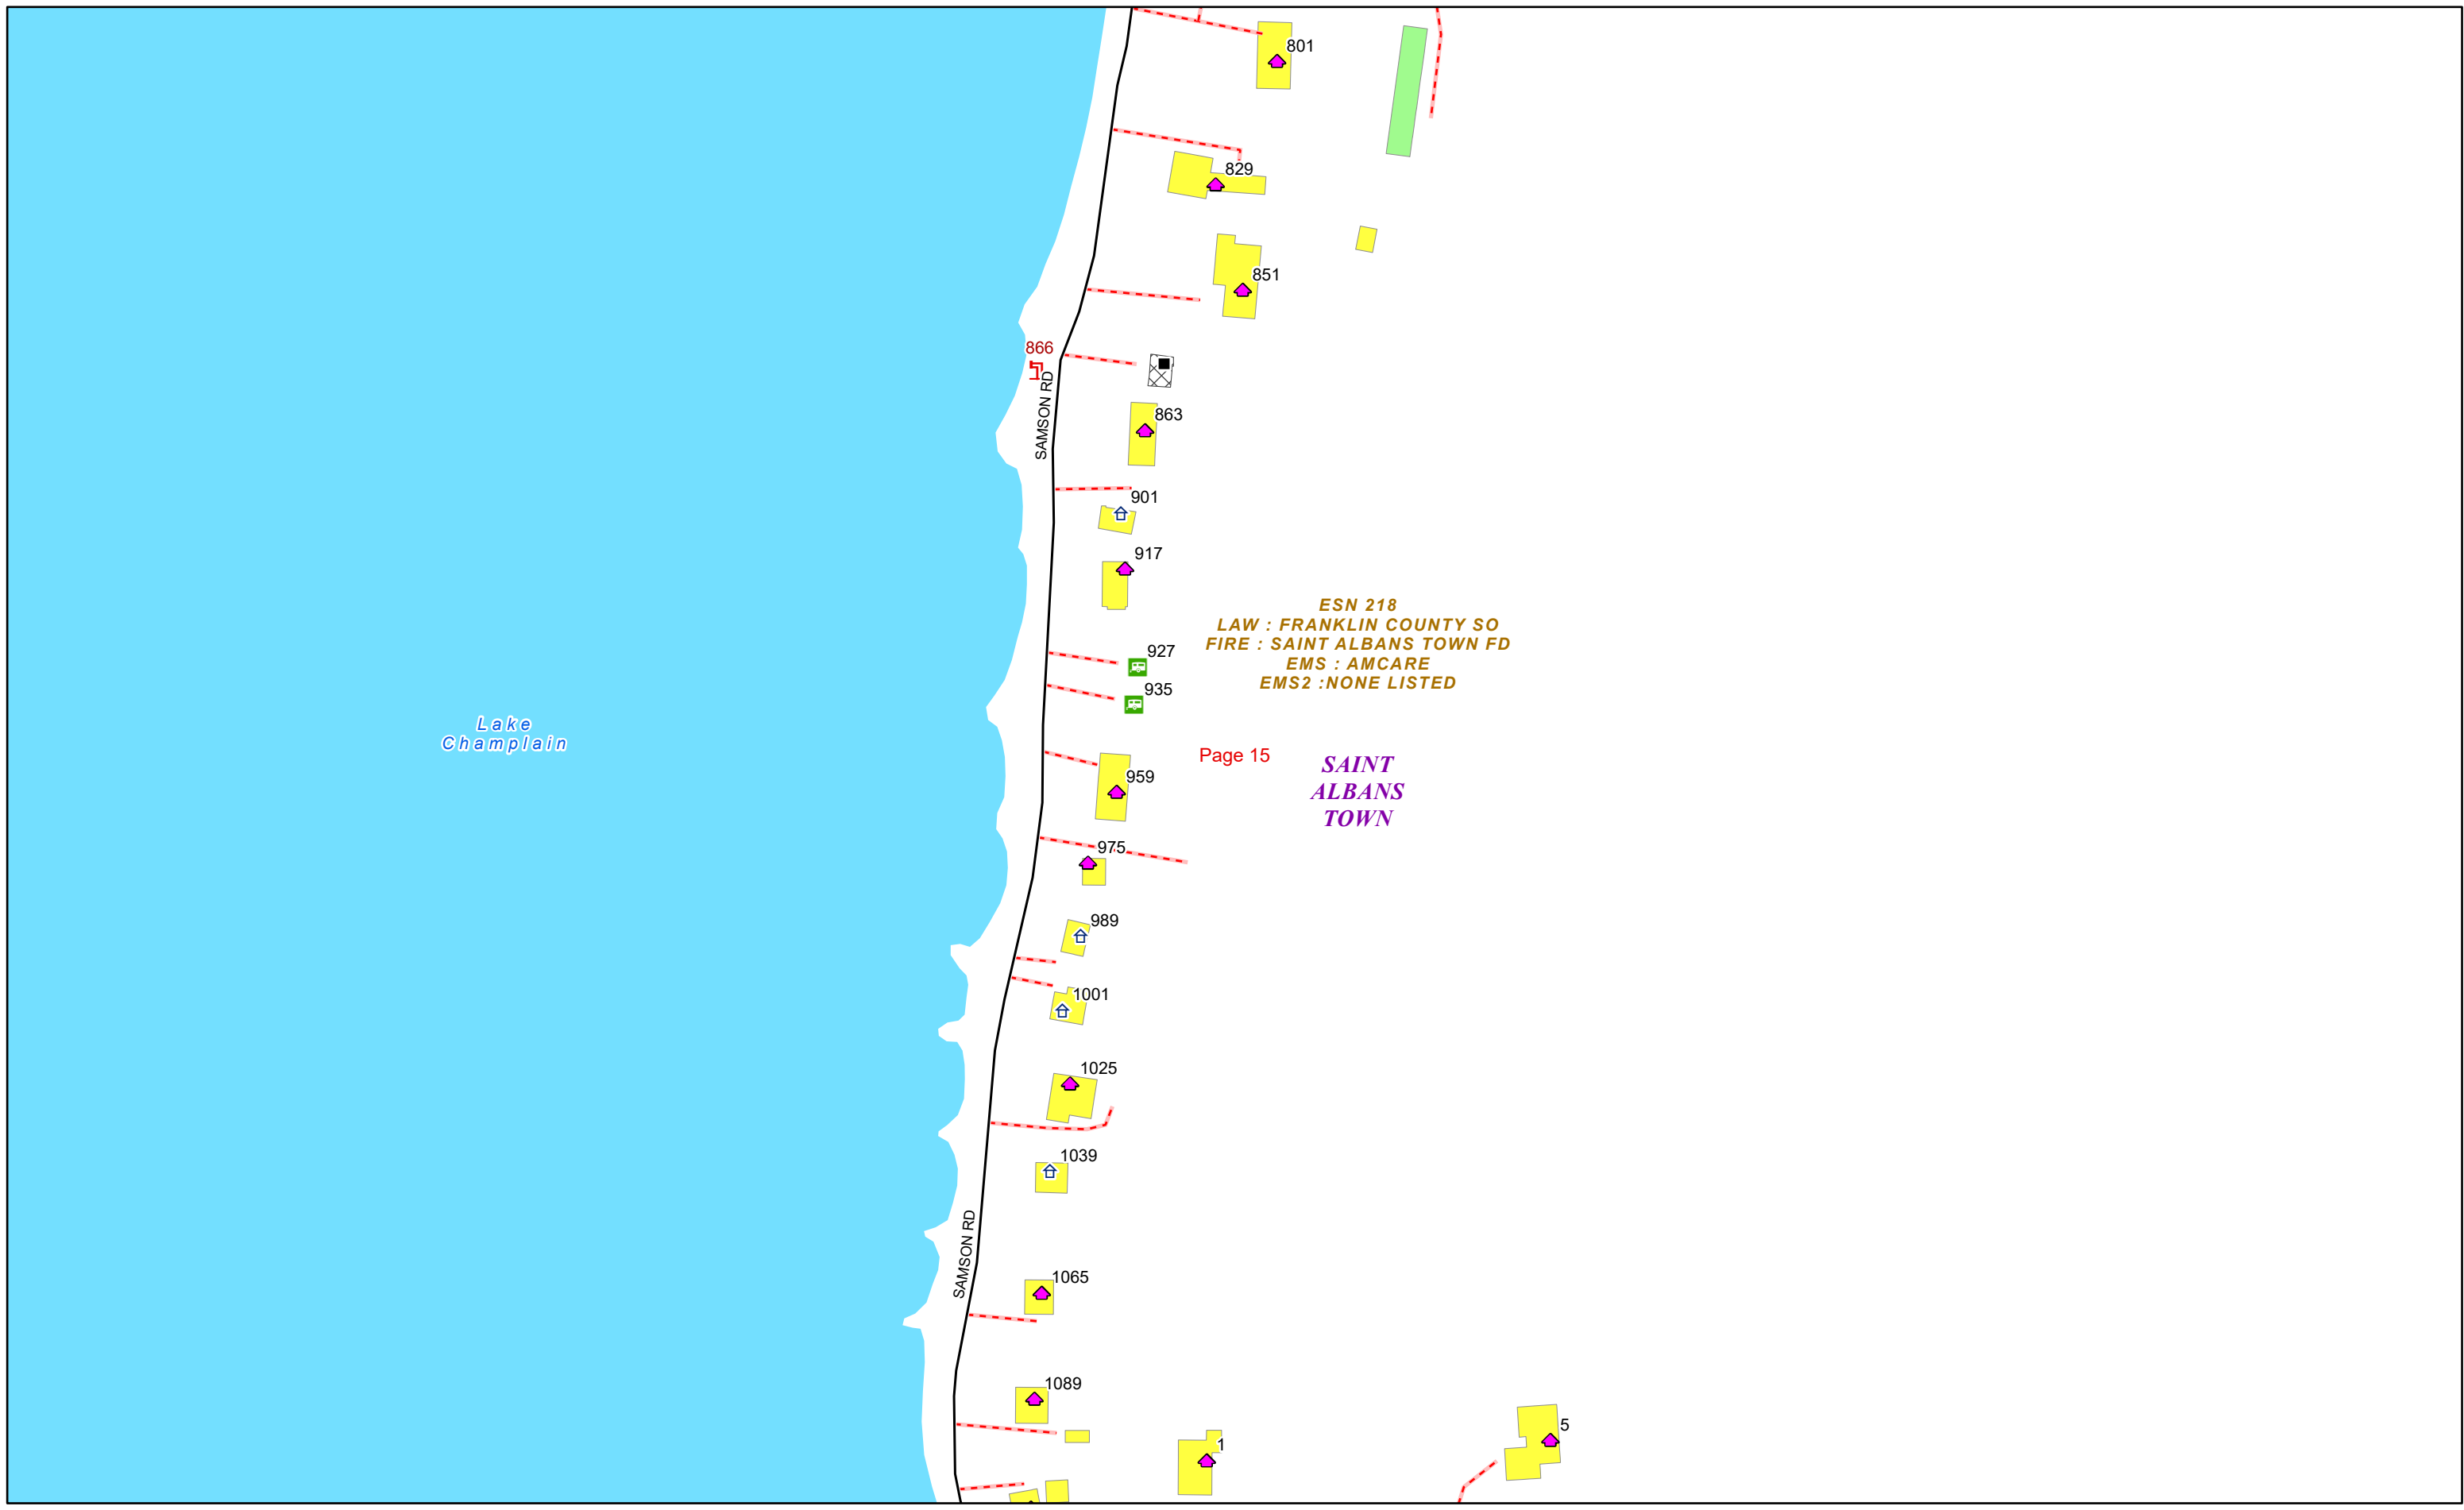 801
829
851
866
SAMSON RD
863
901
917
ESN 218
LAW : FRANKLIN COUNTY SO
FIRE : SAINT ALBANS TOWN FD
EMS : AMCARE
EMS2 :NONE LISTED
927
935
Lake
Champlain
Page 15
SAINT
ALBANS
TOWN
959
975
989
1001
1025
1039
SAMSON RD
1065
1089
1
5